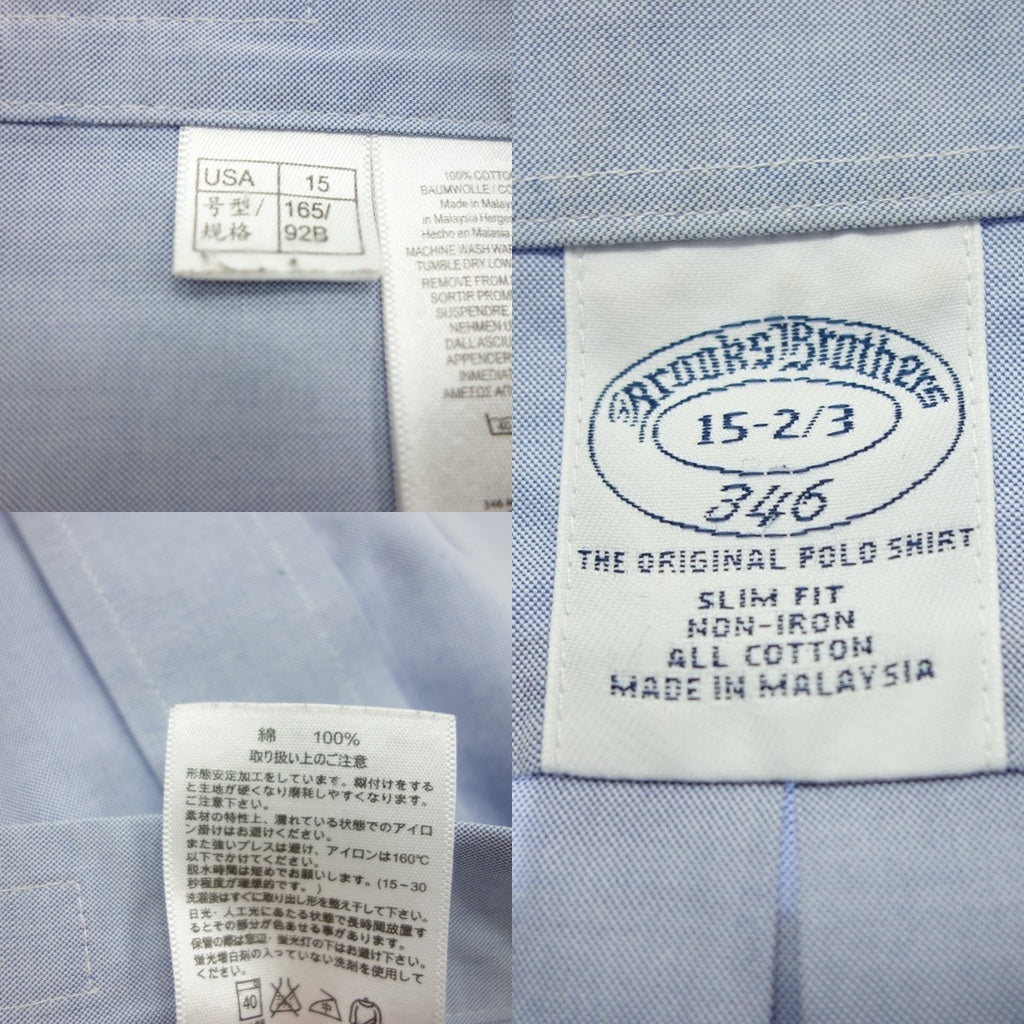 USA 15
号型/ 165/
规格 92B
100% COTTO
BAUMWOLLE / CO
Made in Malay
in Malaysia Herge
Hecho en Malasia
MACHINE WASH WA
TUMBLE DRY LOW
REMOVE FROM
SORTIR PROM
SUSPENDRE
NEHMEN U
DALL ASCIU
APPENDER
INMEDIAT
40
346
Brooks Brothers
15-2/3
346
THE ORIGINAL POLO SHIRT
SLIM FIT
NON-IRON
ALL COTTON
MADE IN MALAYSIA
綿 100%
取り扱い上のご注意
形態安定加工をしています。糊付けをする
と生地が硬くなり磨耗しやすくなります。
ご注意下さい。
素材の特性上、濡れている状態でのアイロ
ン掛けはお避けください。
また強いプレスは避け、アイロンは160℃
以下でかけてください。
脱水時間は短めでお願いします。(15～30
秒程度が理想的です。)
洗濯後はすぐに取り出し形を整え干して下さい。
日光・人工光にあたる状態で長時間放置す
るとその部分が色あせる事があります。
保管の際は窓辺・蛍光灯の下はお避け下さい。
蛍光増白剤の入っていない洗剤を使用して
ください。
40